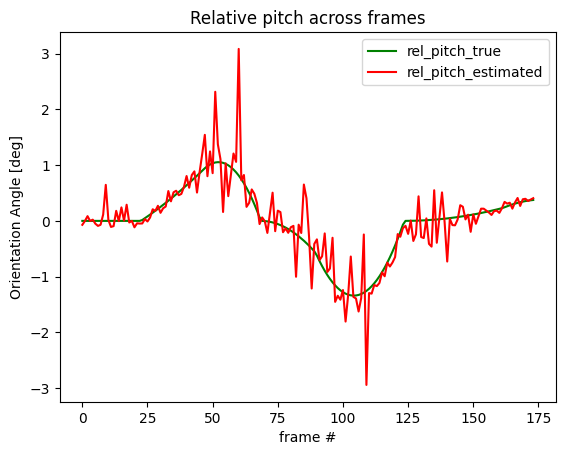 Relative pitch across frames
rel_pitch_true
rel_pitch_estimated
Orientation Angle [deg]
3
2
1
0
−1
−2
−3
0 25 50 75 100 125 150 175
frame #